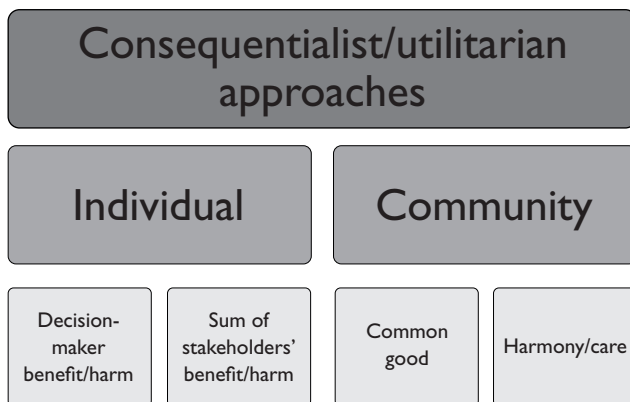 Consequentialist/utilitarian
approaches
Individual
Community
Decision-
maker
benefit/harm
Sum of
stakeholders’
benefit/harm
Common
good
Harmony/care